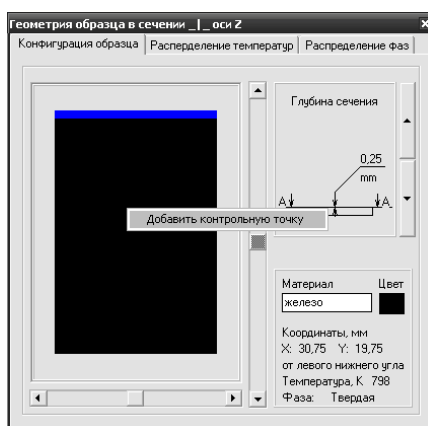 Геометрия образца в сечении _|_ оси Z
Конфигурация образца
Расперделение температур
Распределение фаз
Глубина сечения
0,25
mm
A
A
Добавить контрольную точку
Материал
Цвет
железо
Координаты, мм
X: 30,75 Y: 19,75
от левого нижнего угла
Температура, К 798
Фаза: Твердая